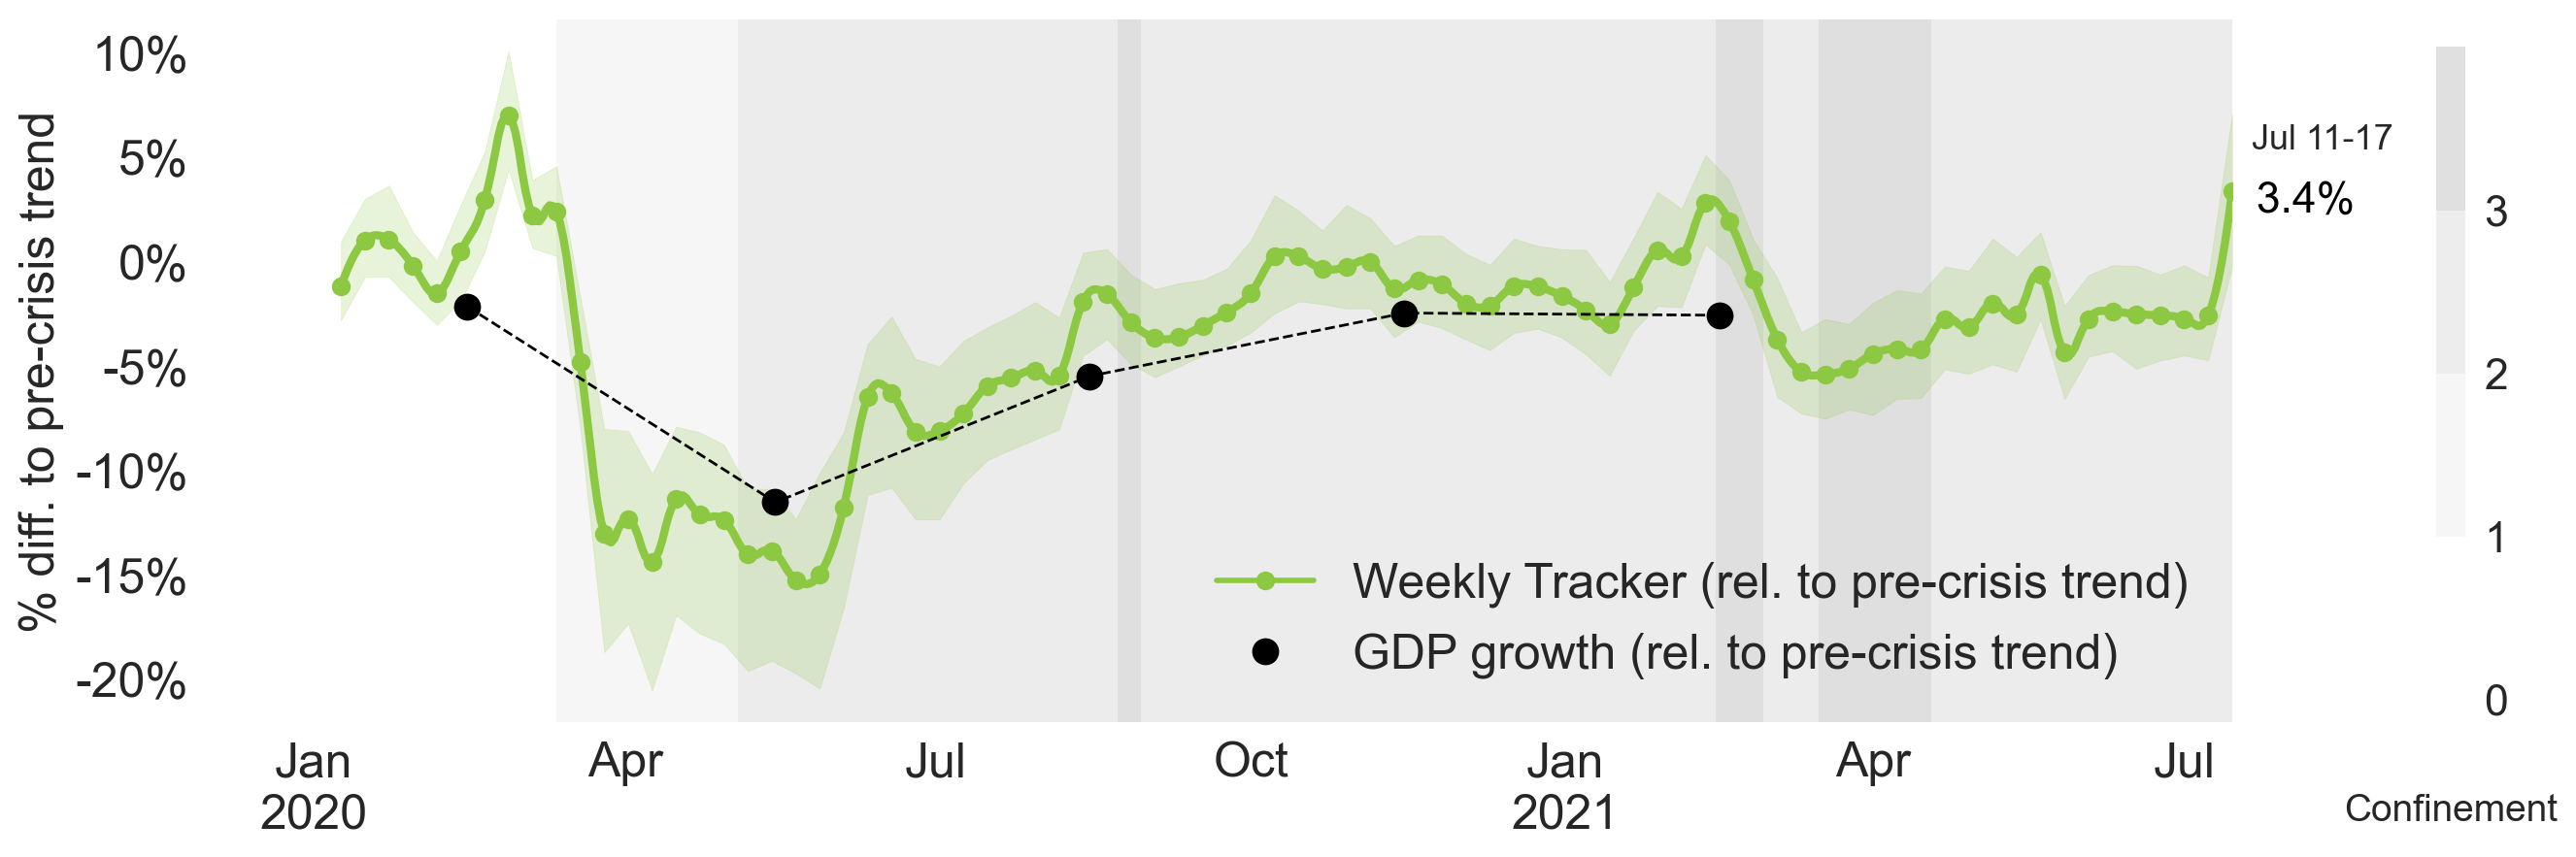 % diff. to pre-crisis trend
10%
5%
0%
-5%
-10%
-15%
-20%
Jan
2020
Apr
Jul
Oct
Jan
2021
Apr
Jul
Weekly Tracker (rel. to pre-crisis trend)
GDP growth (rel. to pre-crisis trend)
Jul 11-17
3.4%
3
2
1
0
Confinement